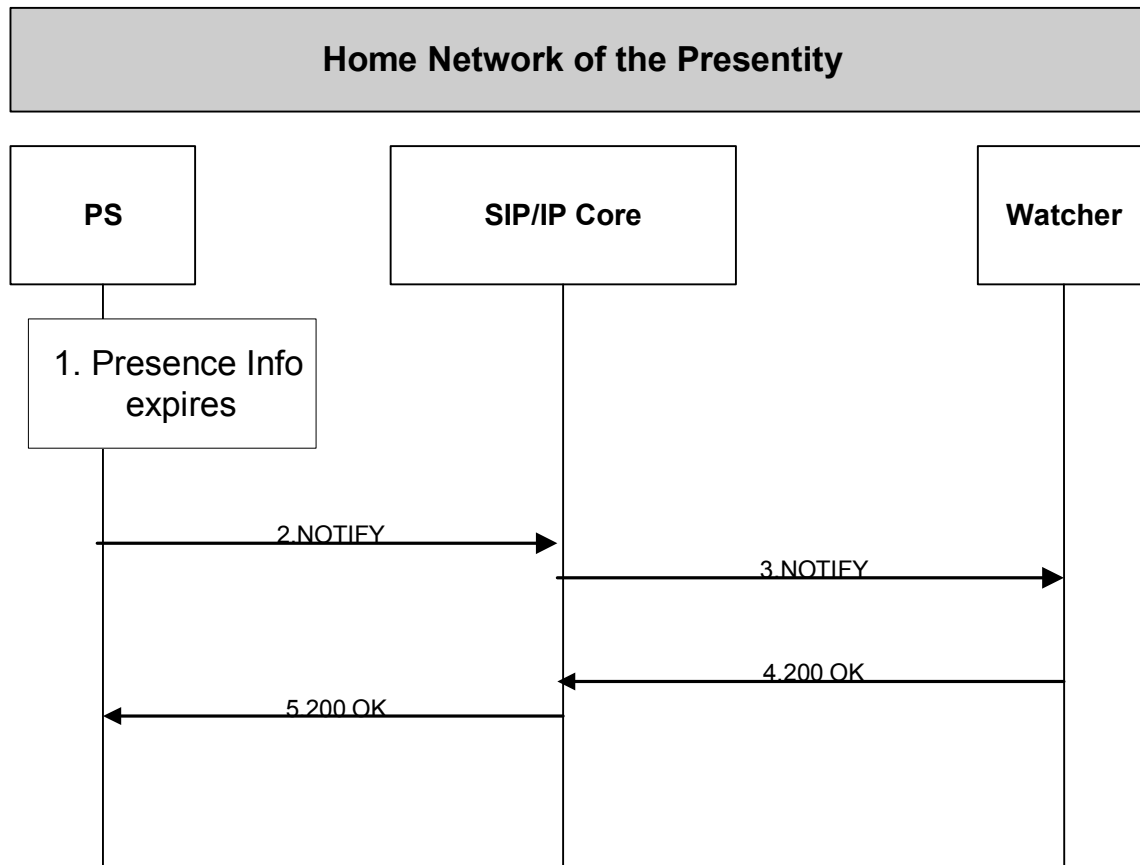 Home Network of the Presentity
PS
SIP/IP Core
Watcher
1. Presence Info
expires
2.NOTIFY
3.NOTIFY
4.200 OK
5.200 OK